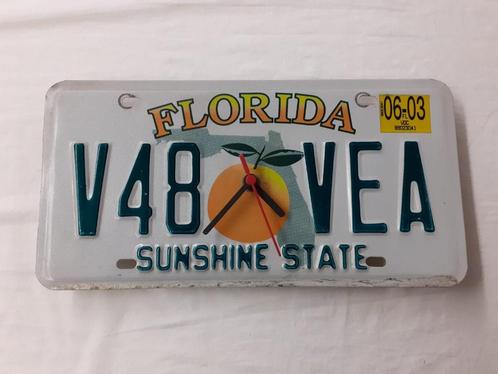 FLORIDA
06-03
V48 VEA
SUNSHINE STATE